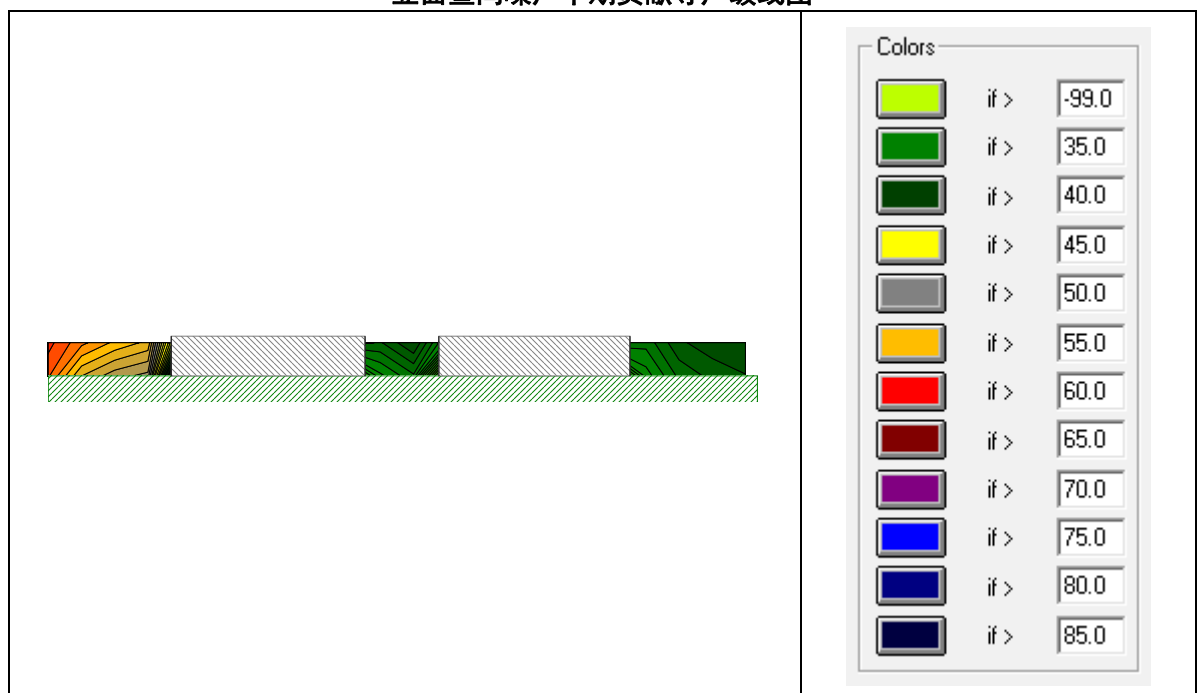 Colors
if > -99.0
if > 35.0
if > 40.0
if > 45.0
if > 50.0
if > 55.0
if > 60.0
if > 65.0
if > 70.0
if > 75.0
if > 80.0
if > 85.0